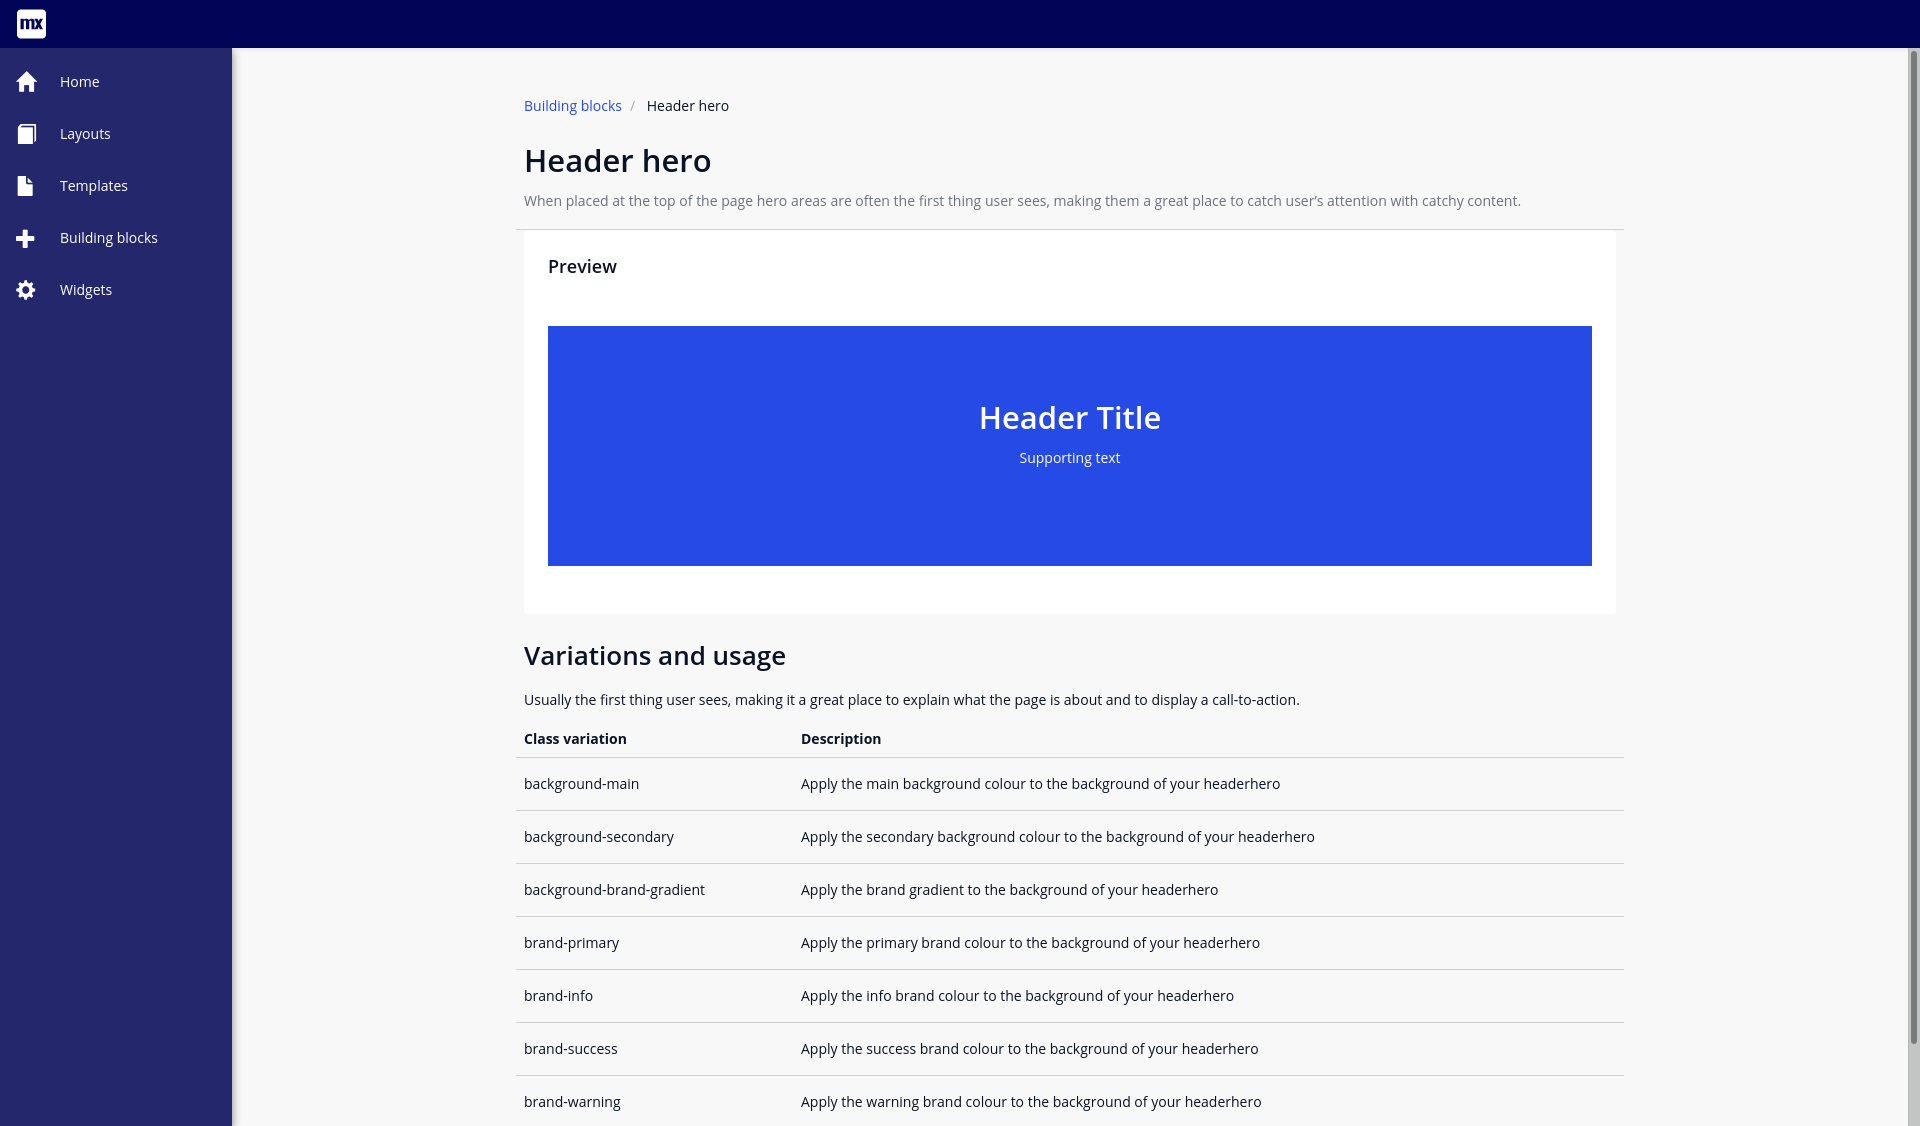 mx
Home
Layouts
Templates
Building blocks
Widgets
Building blocks / Header hero
Header hero
When placed at the top of the page hero areas are often the first thing user sees, making them a great place to catch user's attention with catchy content.
Preview
Header Title
Supporting text
Variations and usage
Usually the first thing user sees, making it a great place to explain what the page is about and to display a call-to-action.
Class variation Description
background-main Apply the main background colour to the background of your headerhero
background-secondary Apply the secondary background colour to the background of your headerhero
background-brand-gradient Apply the brand gradient to the background of your headerhero
brand-primary Apply the primary brand colour to the background of your headerhero
brand-info Apply the info brand colour to the background of your headerhero
brand-success Apply the success brand colour to the background of your headerhero
brand-warning Apply the warning brand colour to the background of your headerhero